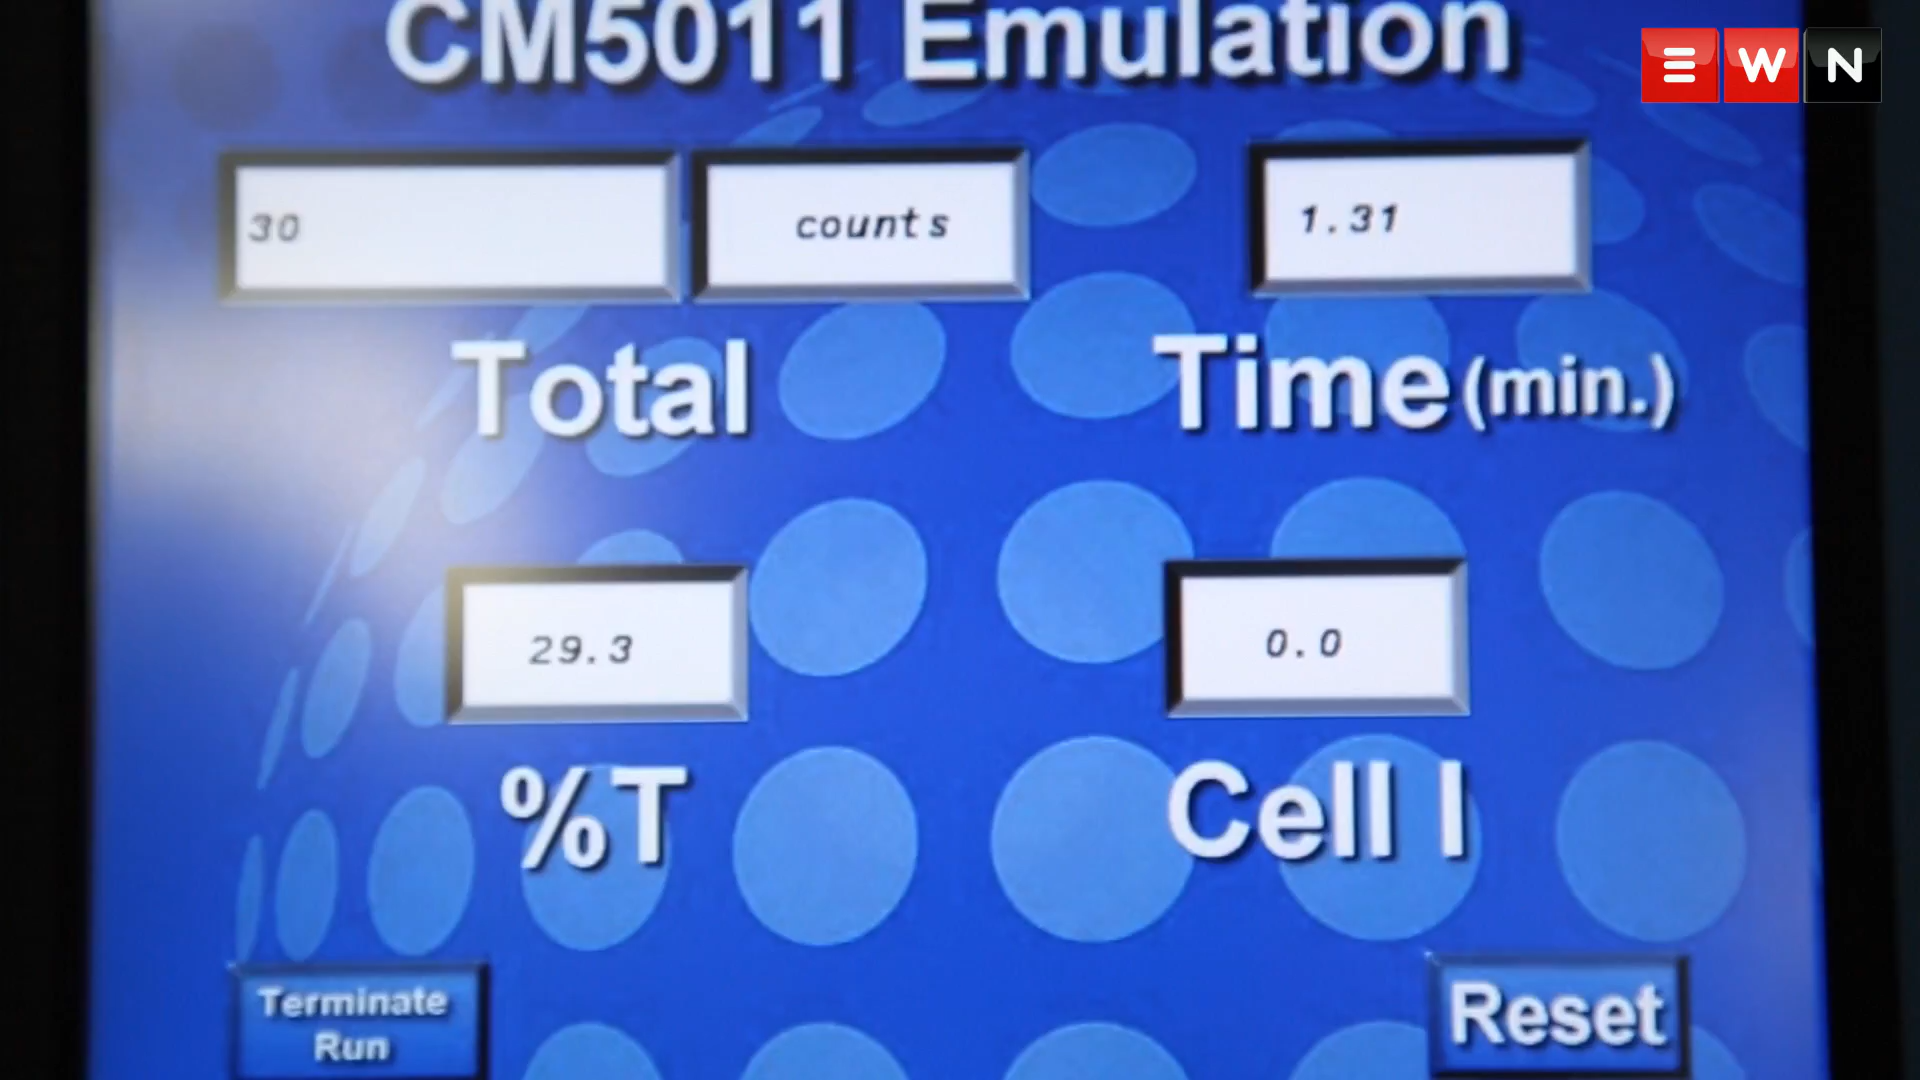 CM5011 Emulation
EWN
30 counts 1.31
Total Time (min.)
29.3 0.0
%T Cell I
Terminate
Run
Reset